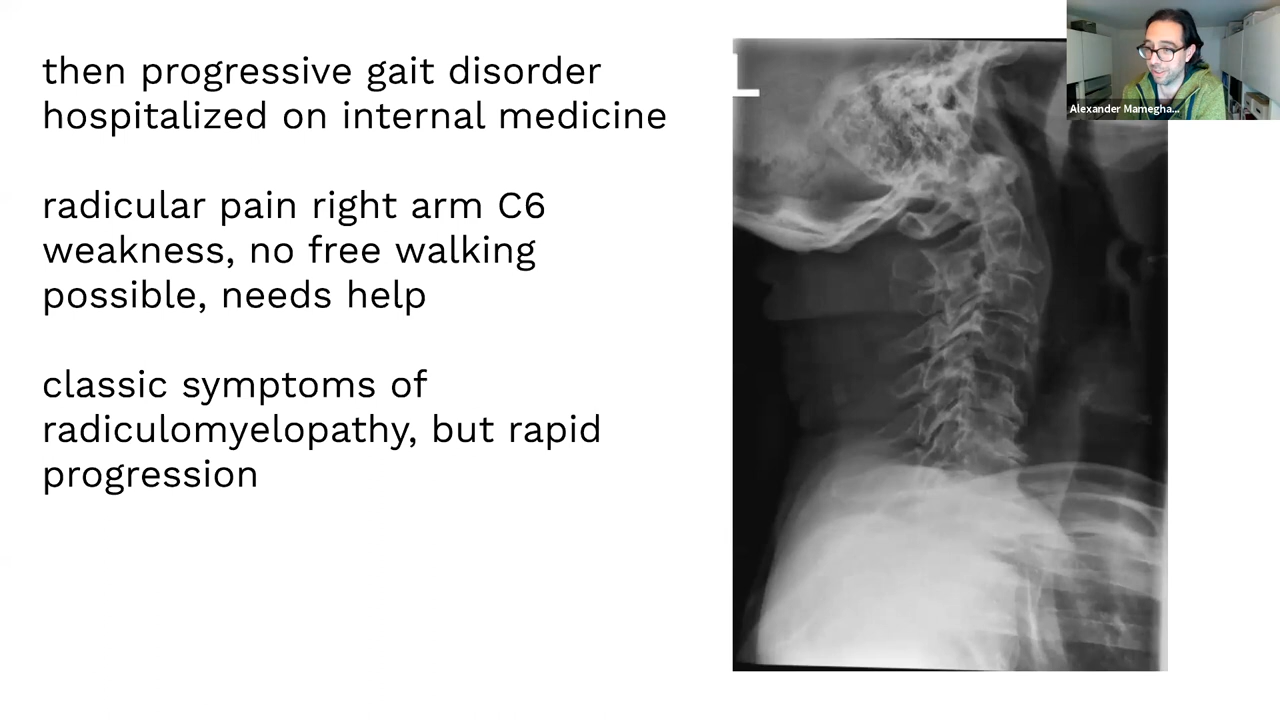 then progressive gait disorder
hospitalized on internal medicine
radicular pain right arm C6
weakness, no free walking
possible, needs help
classic symptoms of
radiculomyelopathy, but rapid
progression
L
Alexander Mamegha...